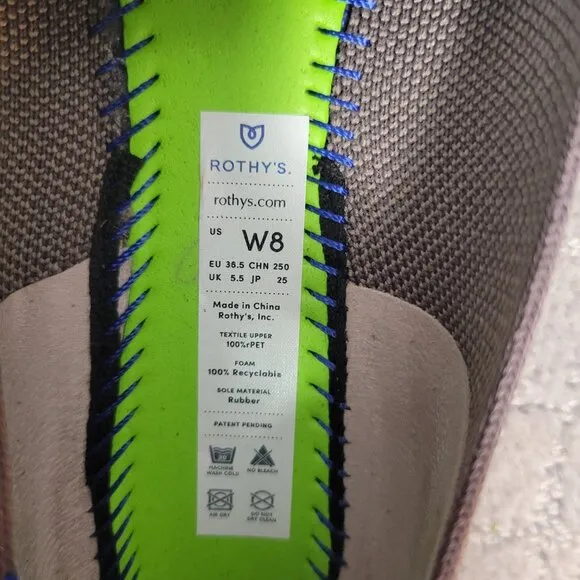 ROTHY'S.
rothys.com
US W8
EU 36.5 CHN 250
UK 5.5 JP 25
Made in China
Rothy's, Inc.
TEXTILE UPPER
100%rPET
FOAM
100% Recyclable
SOLE MATERIAL
Rubber
PATENT PENDING
MACHINE WASH COLD
NO BLEACH
AIR DRY
DO NOT DRY CLEAN